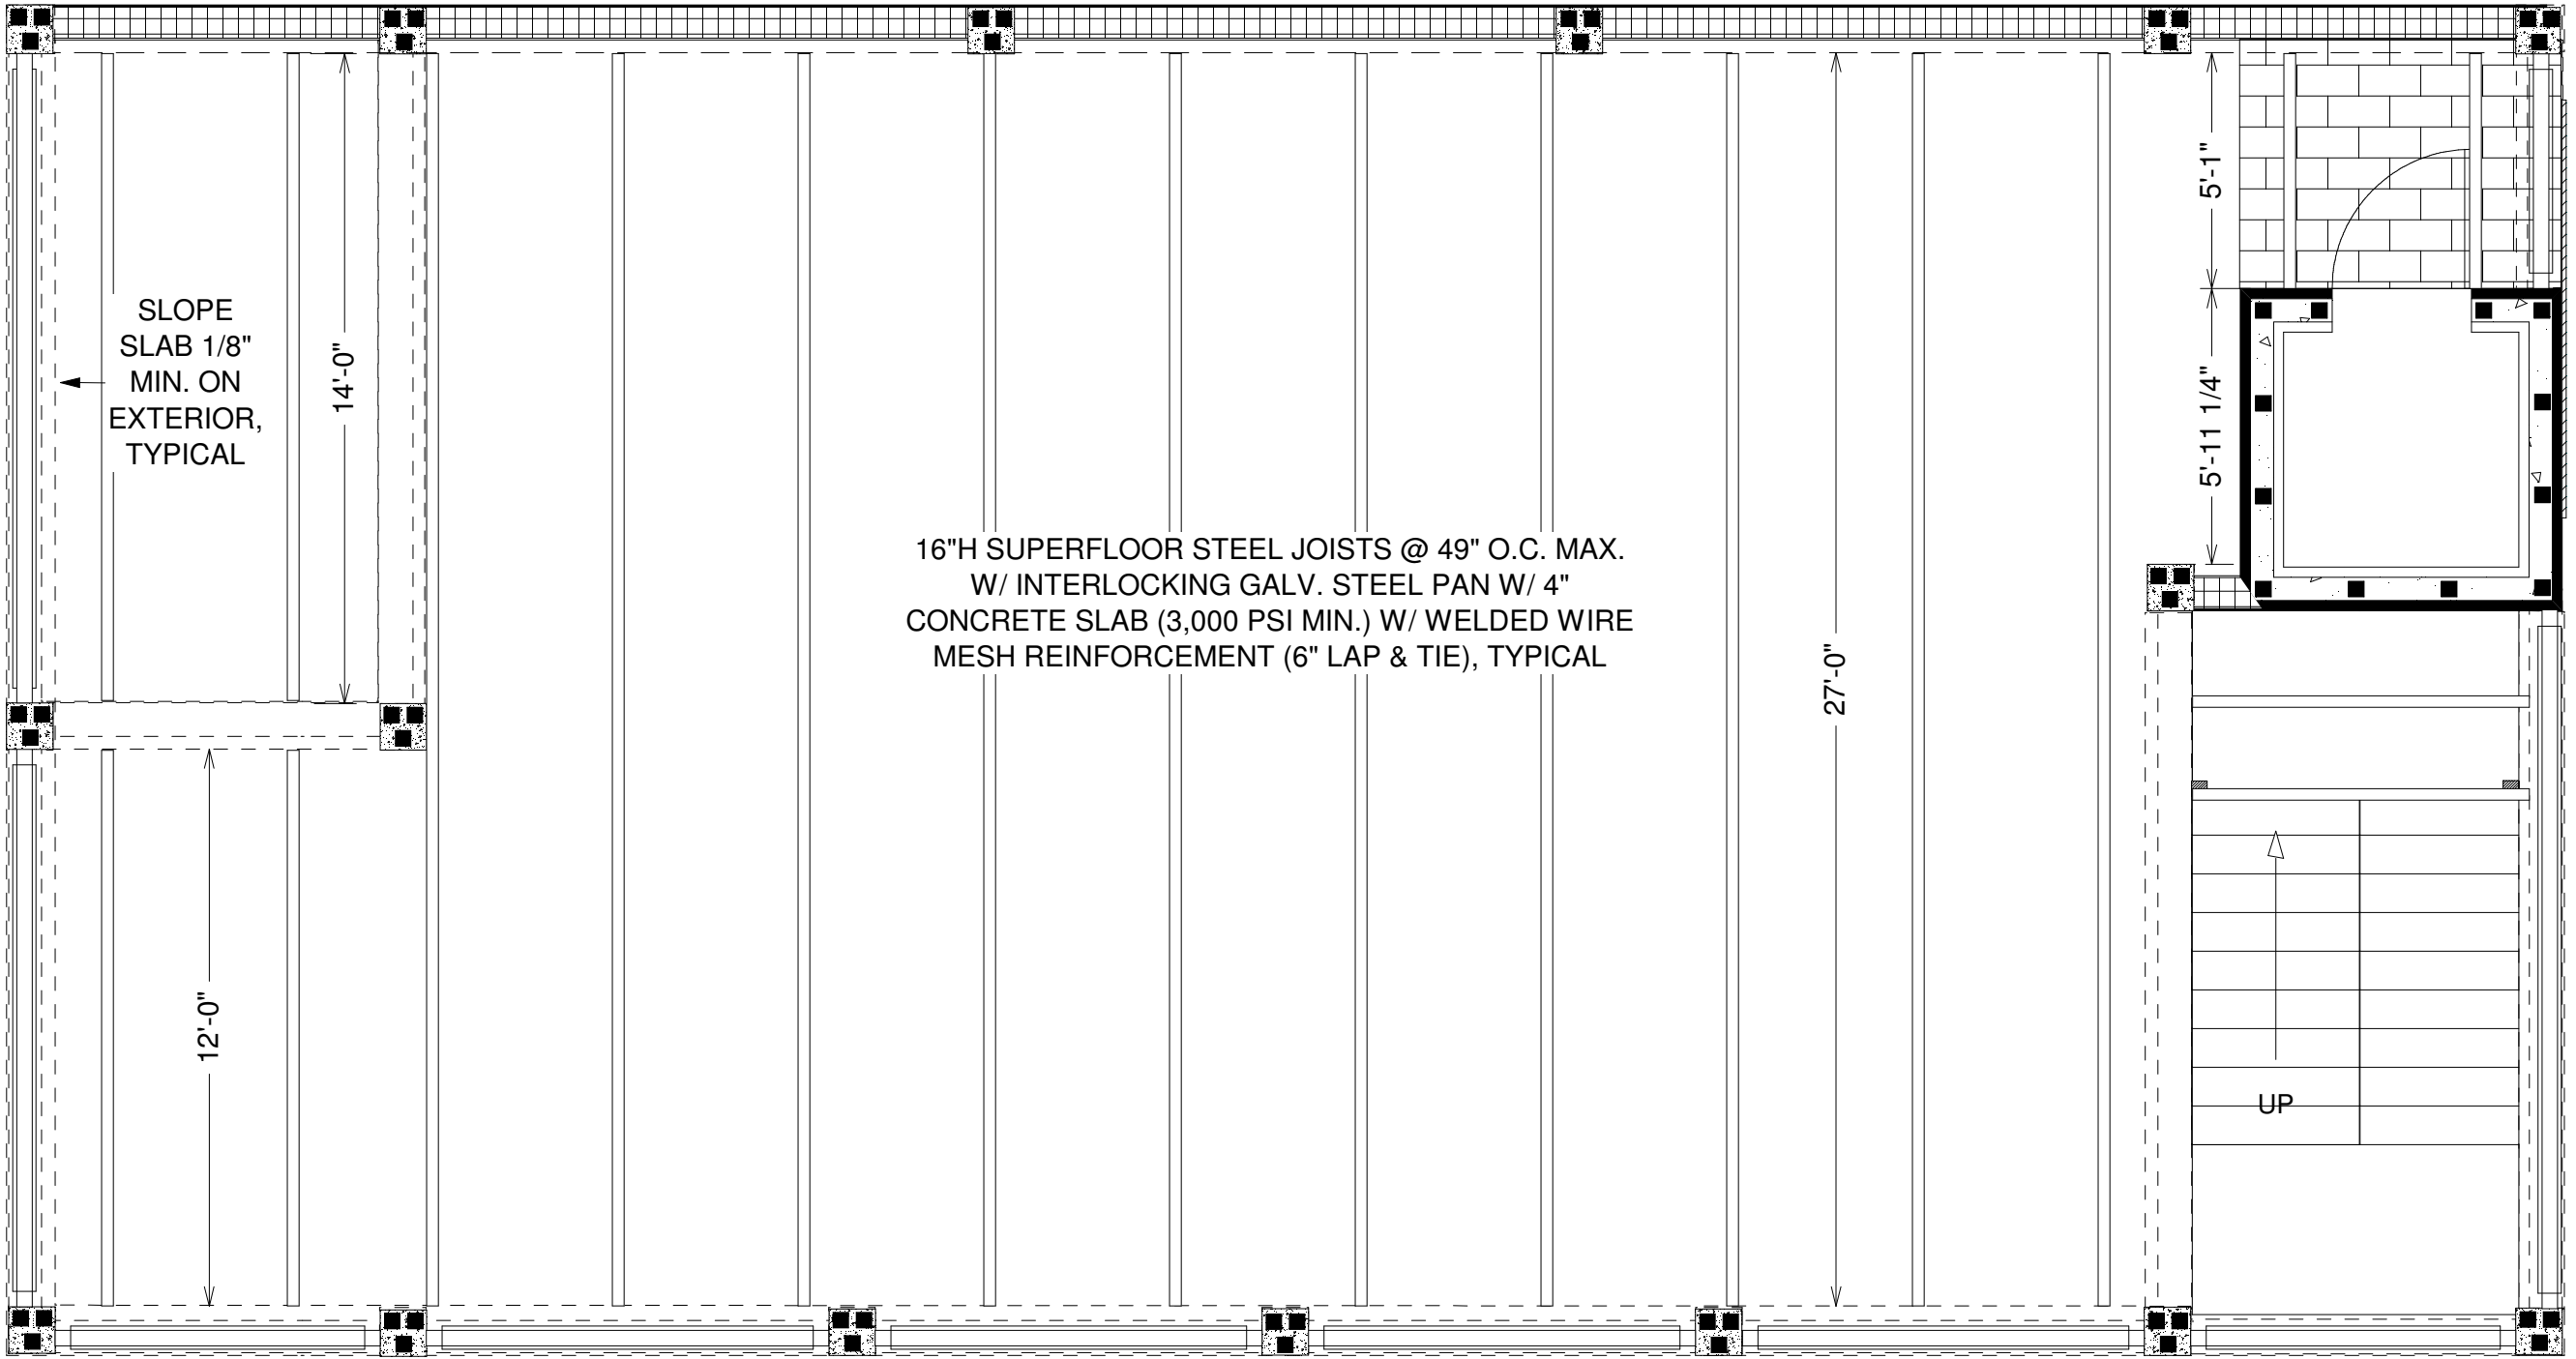 SLOPE
SLAB 1/8"
MIN. ON
EXTERIOR,
TYPICAL
14'-0"
12'-0"
16"H SUPERFLOOR STEEL JOISTS @ 49" O.C. MAX.
W/ INTERLOCKING GALV. STEEL PAN W/ 4"
CONCRETE SLAB (3,000 PSI MIN.) W/ WELDED WIRE
MESH REINFORCEMENT (6" LAP & TIE), TYPICAL
27'-0"
5'-1"
5'-11 1/4"
UP